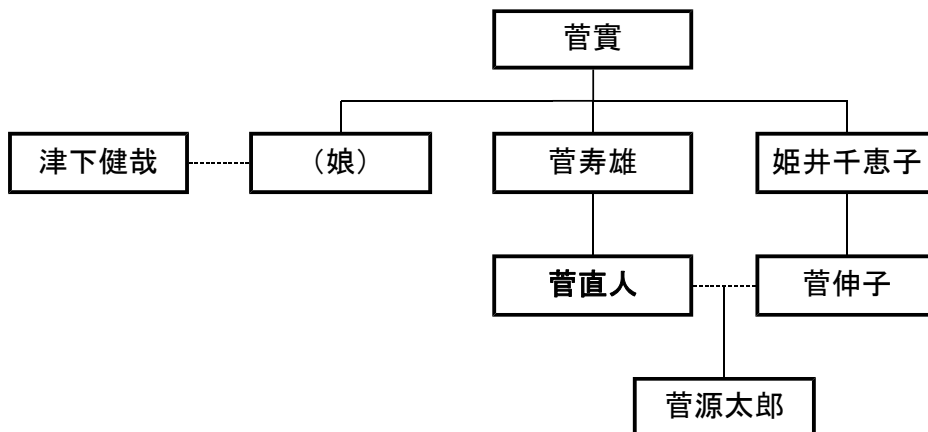 菅實
津下健哉
（娘）
菅寿雄
姫井千恵子
菅直人
菅伸子
菅源太郎